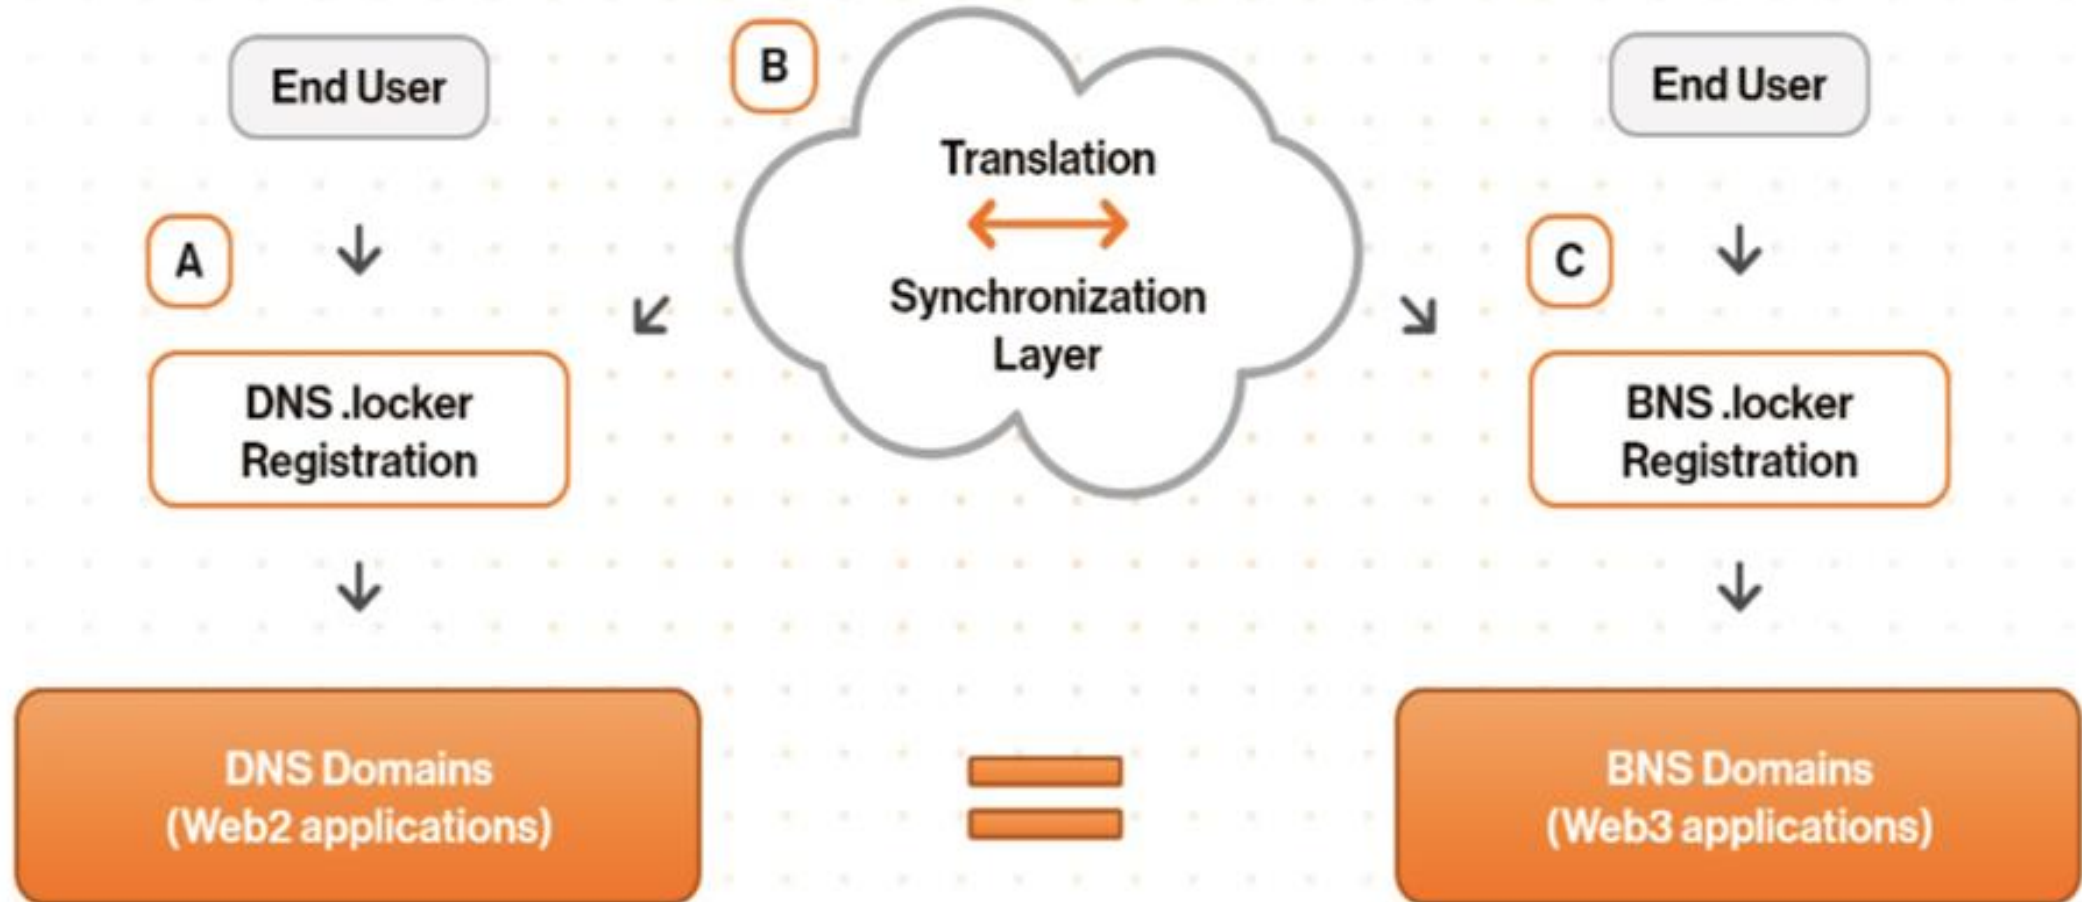 End User
A
DNS .locker
Registration
DNS Domains
(Web2 applications)
B
Translation
Synchronization
Layer
End User
C
BNS .locker
Registration
BNS Domains
(Web3 applications)